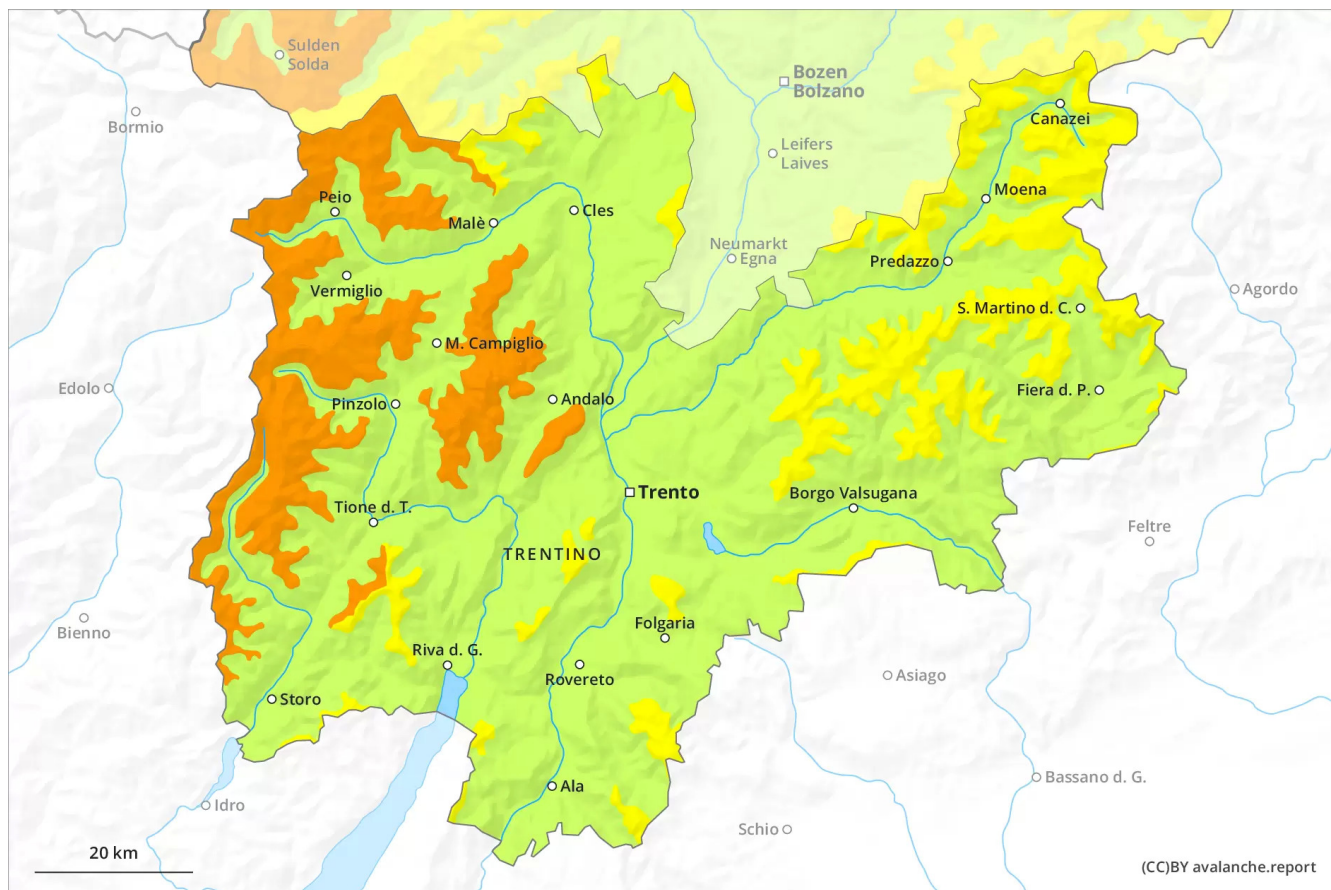 Sulden
Solda
Bozen
Bolzano
Bormio
Canazei
Leifers
Laives
Moena
Peio
Malè
Cles
Neumarkt
Egna
Predazzo
Vermiglio
Agordo
S. Martino d. C.
M. Campiglio
Edolo
Pinzolo
Andalo
Fiera d. P.
Trento
Borgo Valsugana
Tione d. T.
Feltre
TRENTINO
Bienno
Folgaria
Riva d. G.
Rovereto
Asiago
Storo
Bassano d. G.
Ala
Idro
Schio
20 km
(CC)BY avalanche.report